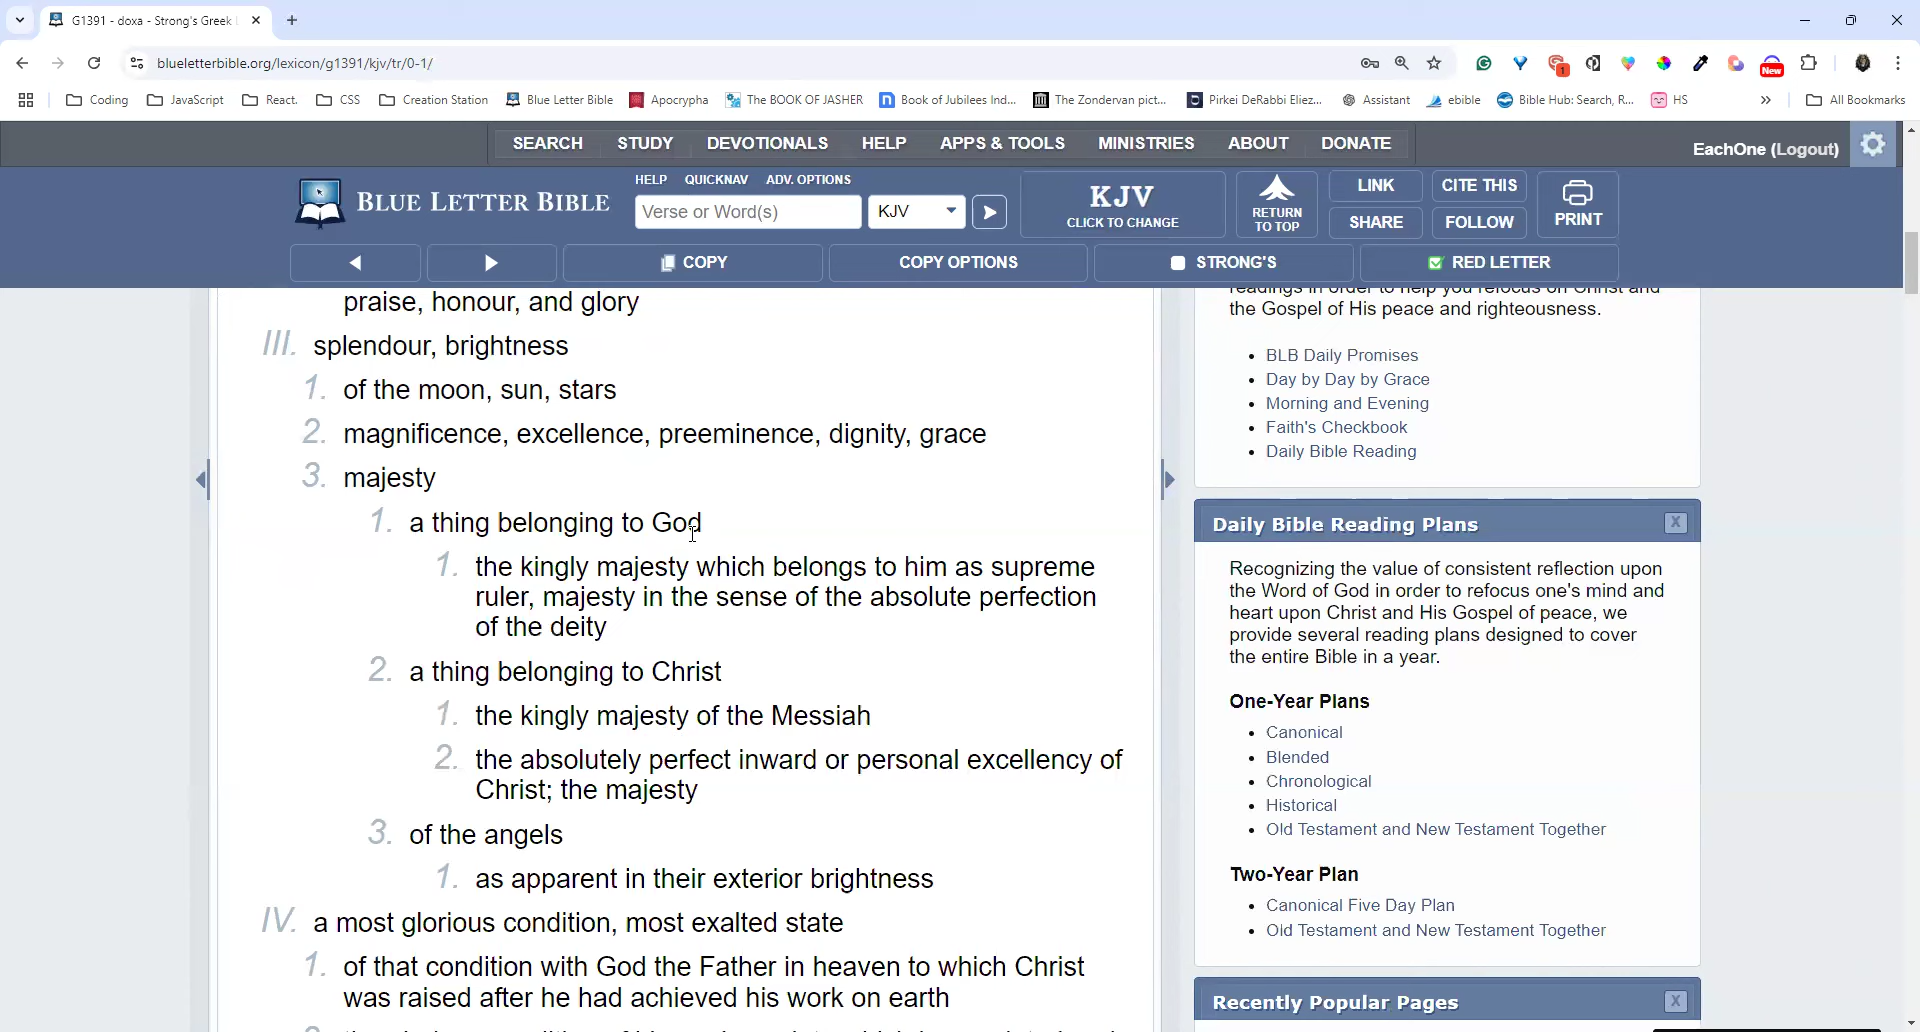 G1391 - doxa - Strong's Greek
blueletterbible.org/lexicon/g1391/kjv/tr/0-1/
New
1
Coding
JavaScript
React.
CSS
Creation Station
Blue Letter Bible
Apocrypha
The BOOK OF JASHER
Book of Jubilees Ind...
The Zondervan pict...
Pirkei DeRabbi Eliez...
Assistant
ebible
Bible Hub: Search, R...
HS
»
All Bookmarks
SEARCH
STUDY
DEVOTIONALS
HELP
APPS & TOOLS
MINISTRIES
ABOUT
DONATE
EachOne (Logout)
BLUE LETTER BIBLE
HELP
QUICKNAV
ADV. OPTIONS
Verse or Word(s)
KJV
KJV
CLICK TO CHANGE
RETURN
TO TOP
LINK
CITE THIS
SHARE
FOLLOW
PRINT
COPY
COPY OPTIONS
STRONG'S
RED LETTER
praise, honour, and glory
III. splendour, brightness
1. of the moon, sun, stars
2. magnificence, excellence, preeminence, dignity, grace
3. majesty
1. a thing belonging to God
1. the kingly majesty which belongs to him as supreme
ruler, majesty in the sense of the absolute perfection
of the deity
2. a thing belonging to Christ
1. the kingly majesty of the Messiah
2. the absolutely perfect inward or personal excellency of
Christ; the majesty
3. of the angels
1. as apparent in their exterior brightness
IV. a most glorious condition, most exalted state
1. of that condition with God the Father in heaven to which Christ
was raised after he had achieved his work on earth
readings in order to help you refocus on Christ and
the Gospel of His peace and righteousness.
• BLB Daily Promises
• Day by Day by Grace
• Morning and Evening
• Faith's Checkbook
• Daily Bible Reading
Daily Bible Reading Plans
X
Recognizing the value of consistent reflection upon
the Word of God in order to refocus one's mind and
heart upon Christ and His Gospel of peace, we
provide several reading plans designed to cover
the entire Bible in a year.
One-Year Plans
• Canonical
• Blended
• Chronological
• Historical
• Old Testament and New Testament Together
Two-Year Plan
• Canonical Five Day Plan
• Old Testament and New Testament Together
Recently Popular Pages
X